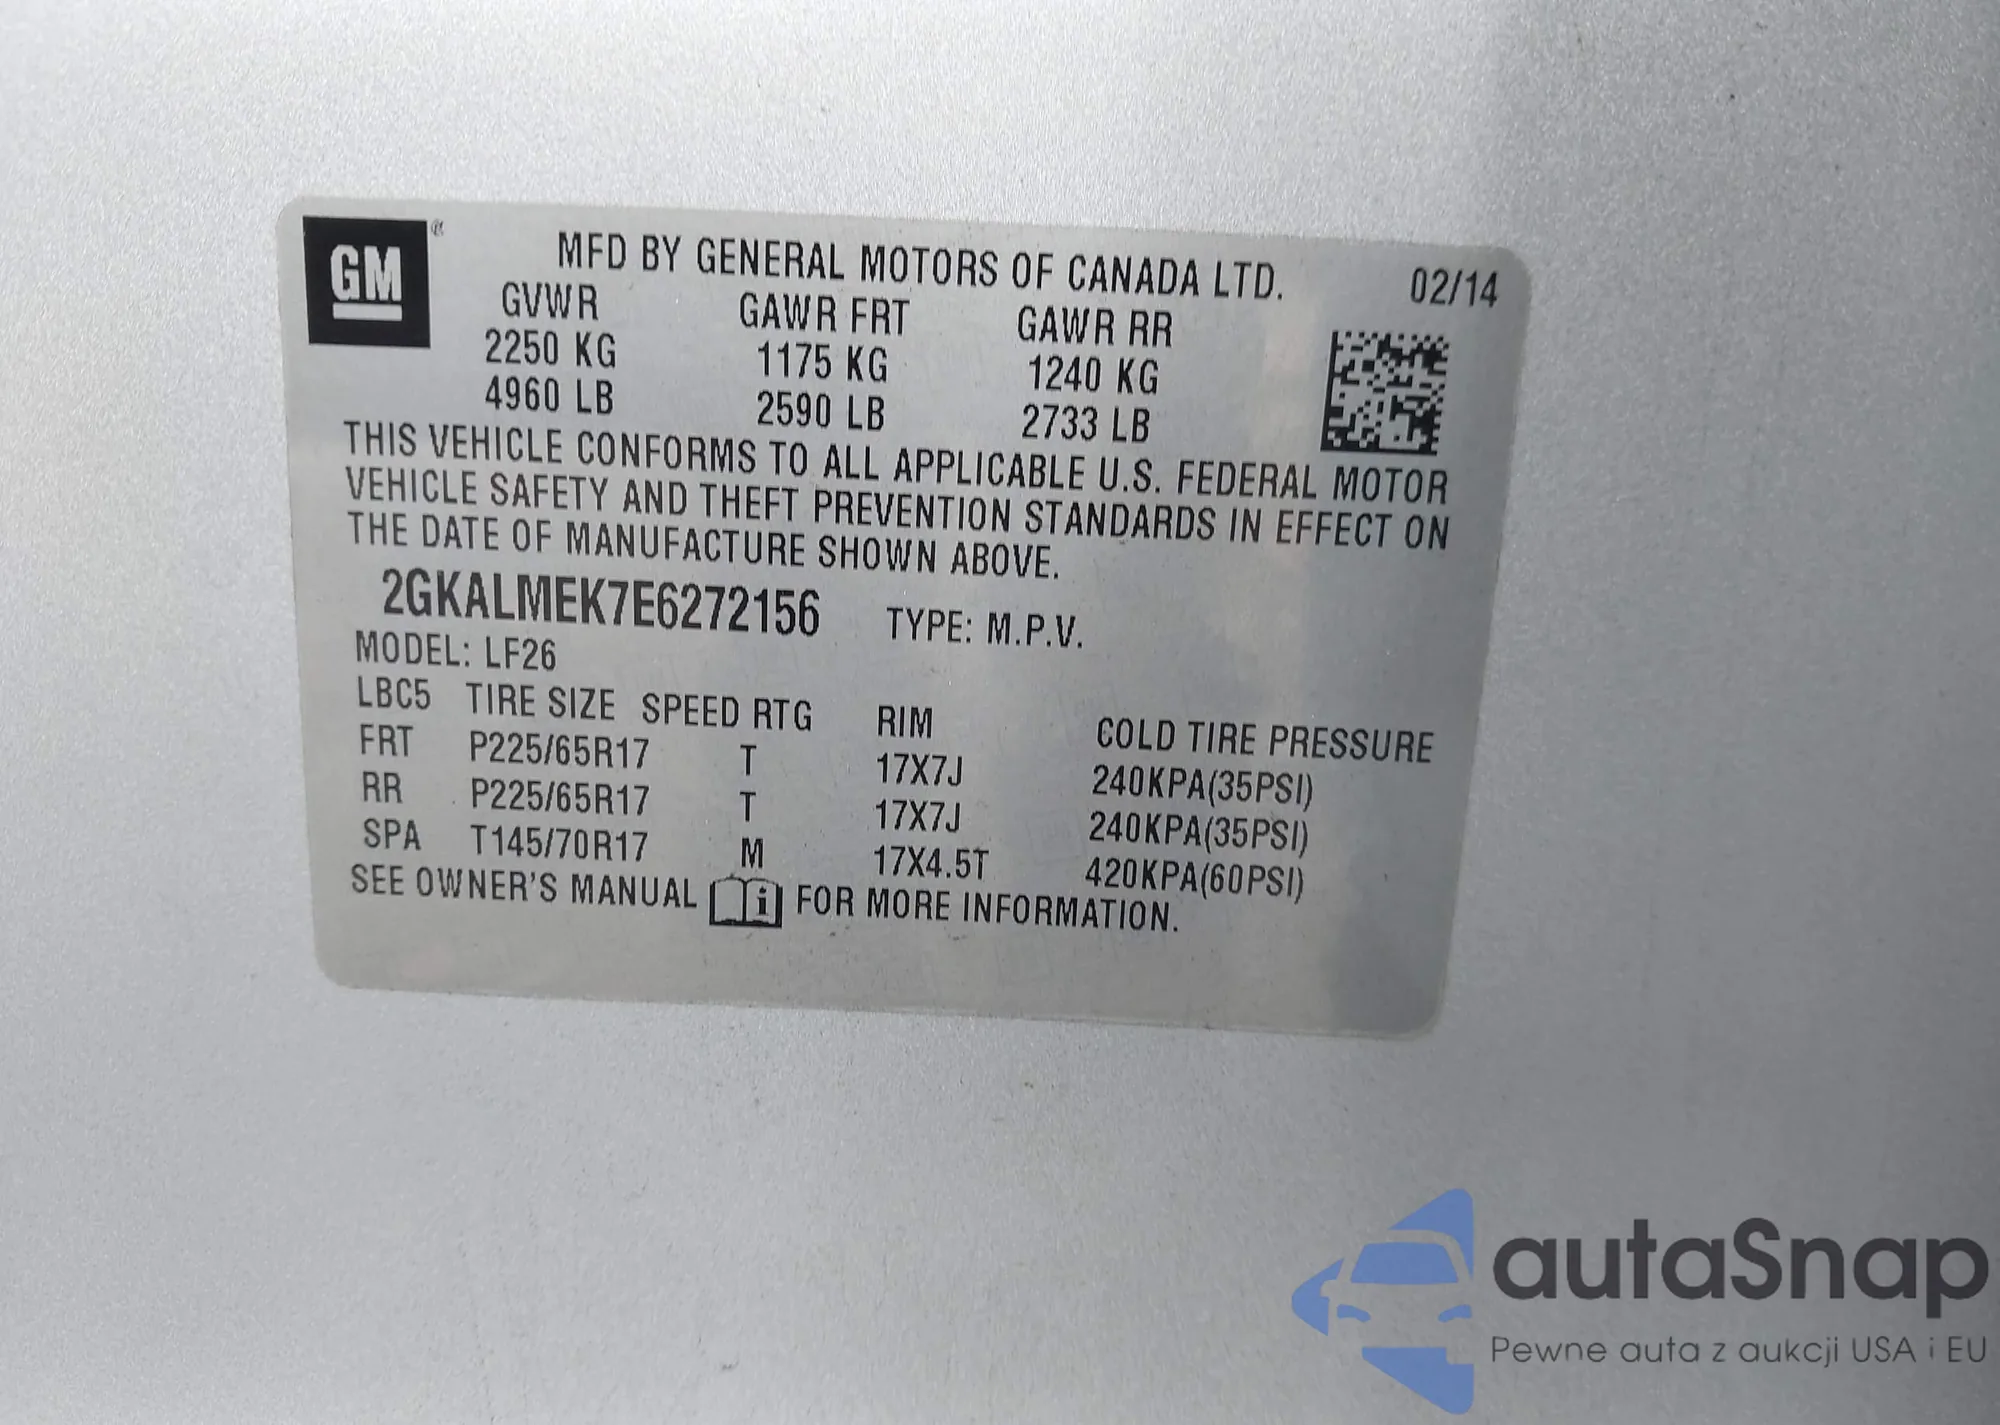 GM
MFD BY GENERAL MOTORS OF CANADA LTD. 02/14
GVWR GAWR FRT GAWR RR
2250 KG 1175 KG 1240 KG
4960 LB 2590 LB 2733 LB
THIS VEHICLE CONFORMS TO ALL APPLICABLE U.S. FEDERAL MOTOR
VEHICLE SAFETY AND THEFT PREVENTION STANDARDS IN EFFECT ON
THE DATE OF MANUFACTURE SHOWN ABOVE.
2GKALMEK7E6272156 TYPE: M.P.V.
MODEL: LF26
LBC5 TIRE SIZE SPEED RTG RIM COLD TIRE PRESSURE
FRT P225/65R17 T 17X7J 240KPA(35PSI)
RR P225/65R17 T 17X7J 240KPA(35PSI)
SPA T145/70R17 M 17X4.5T 420KPA(60PSI)
SEE OWNER'S MANUAL i FOR MORE INFORMATION.
autaSnap
Pewne auta z aukcji USA i EU